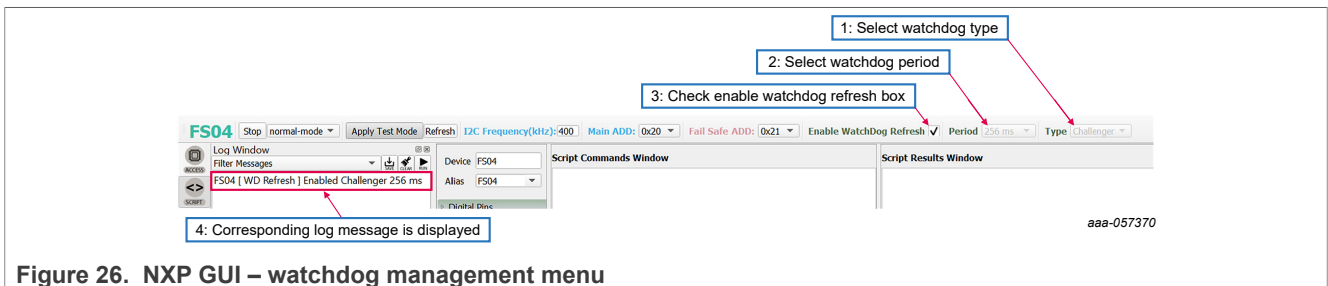 1: Select watchdog type
2: Select watchdog period
3: Check enable watchdog refresh box
FS04 Stop normal-mode Apply Test Mode Refresh I2C Frequency(kHz): 400 Main ADD: 0x20 Fail Safe ADD: 0x21 Enable WatchDog Refresh Period 256 ms Type Challenger
ACCESS
Log Window
Filter Messages
SAVE CLEAR RUN
Device FS04
Script Commands Window
Script Results Window
SCRIPT
FS04 [ WD Refresh ] Enabled Challenger 256 ms
Alias FS04
Digital Pins
4: Corresponding log message is displayed
aaa-057370
Figure 26. NXP GUI – watchdog management menu